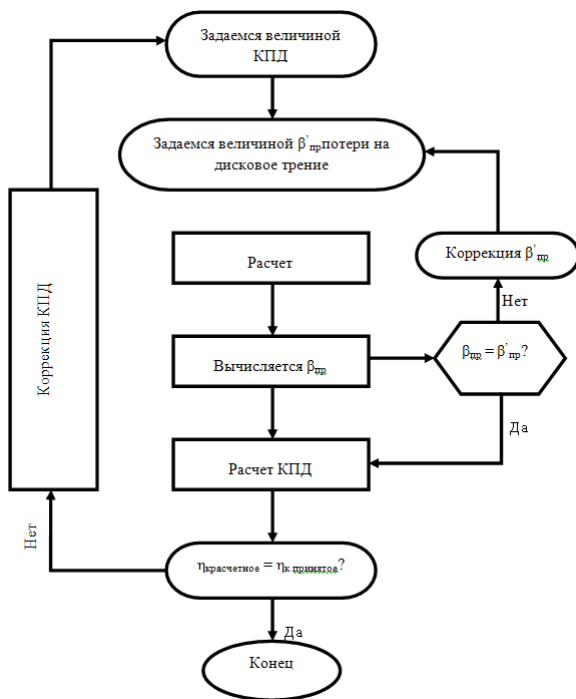 Задаемся величиной
КПД
Задаемся величиной β'пр потери на
дисковое трение
Расчет
Коррекция β'пр
Нет
Вычисляется βпр
βпр = β'пр?
Да
Расчет КПД
Коррекция КПД
Нет
ηкрасчетное = ηк принятое?
Да
Конец